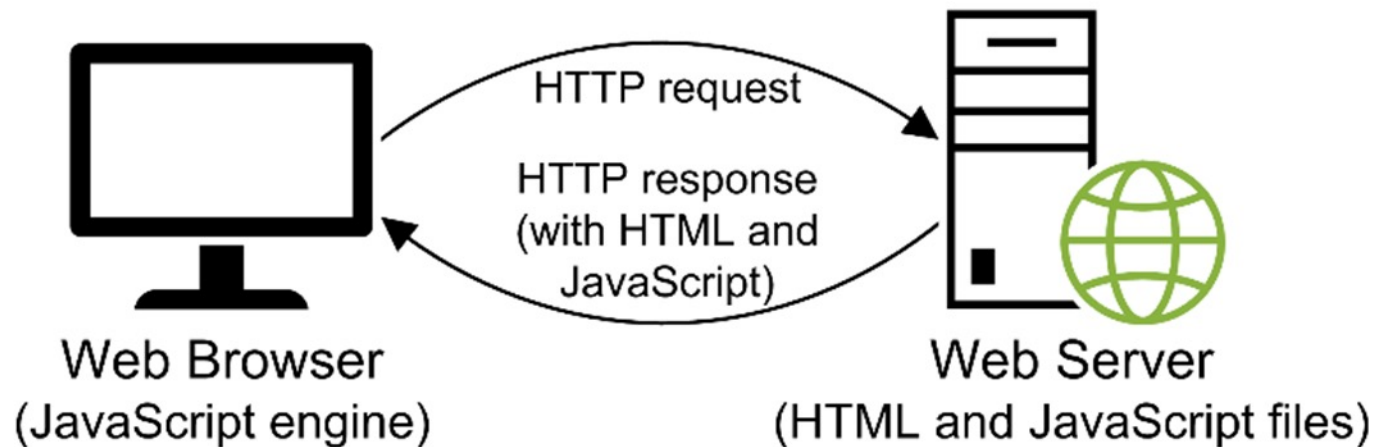 HTTP request
HTTP response
(with HTML and
JavaScript)
Web Browser
(JavaScript engine)
Web Server
(HTML and JavaScript files)